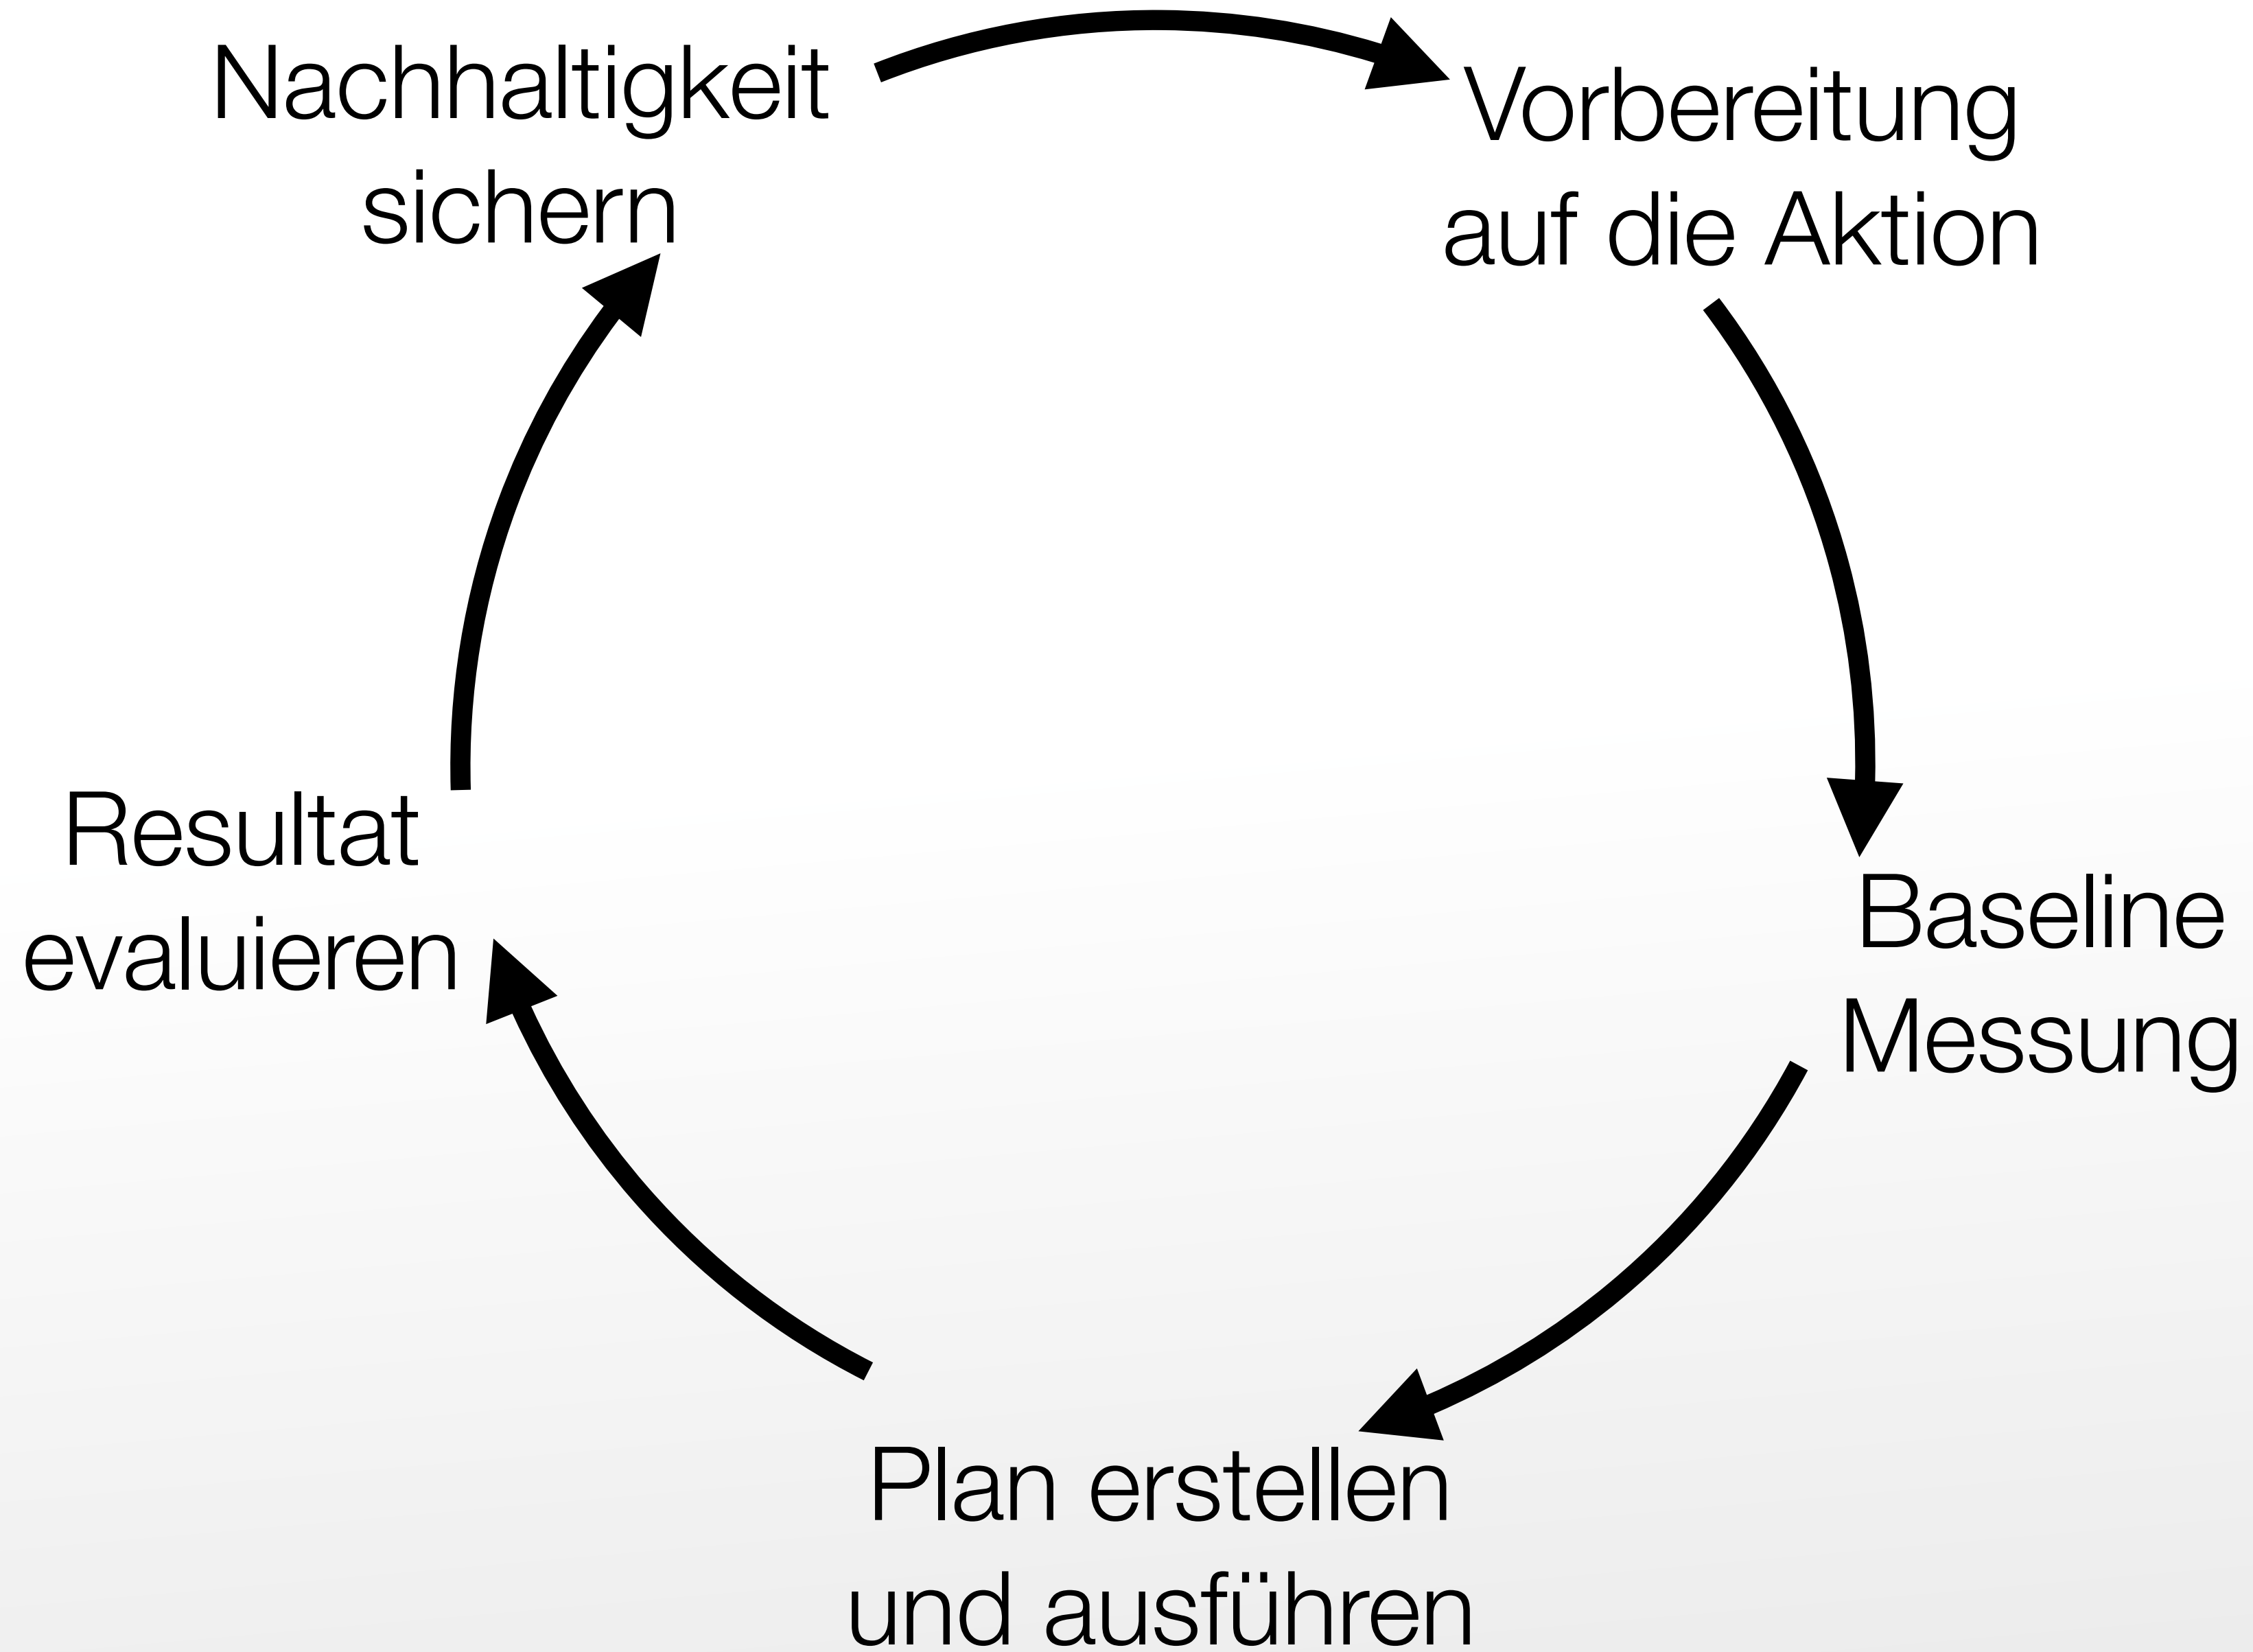 Nachhaltigkeit
sichern
Vorbereitung
auf die Aktion
Baseline
Messung
Plan erstellen
und ausführen
Resultat
evaluieren